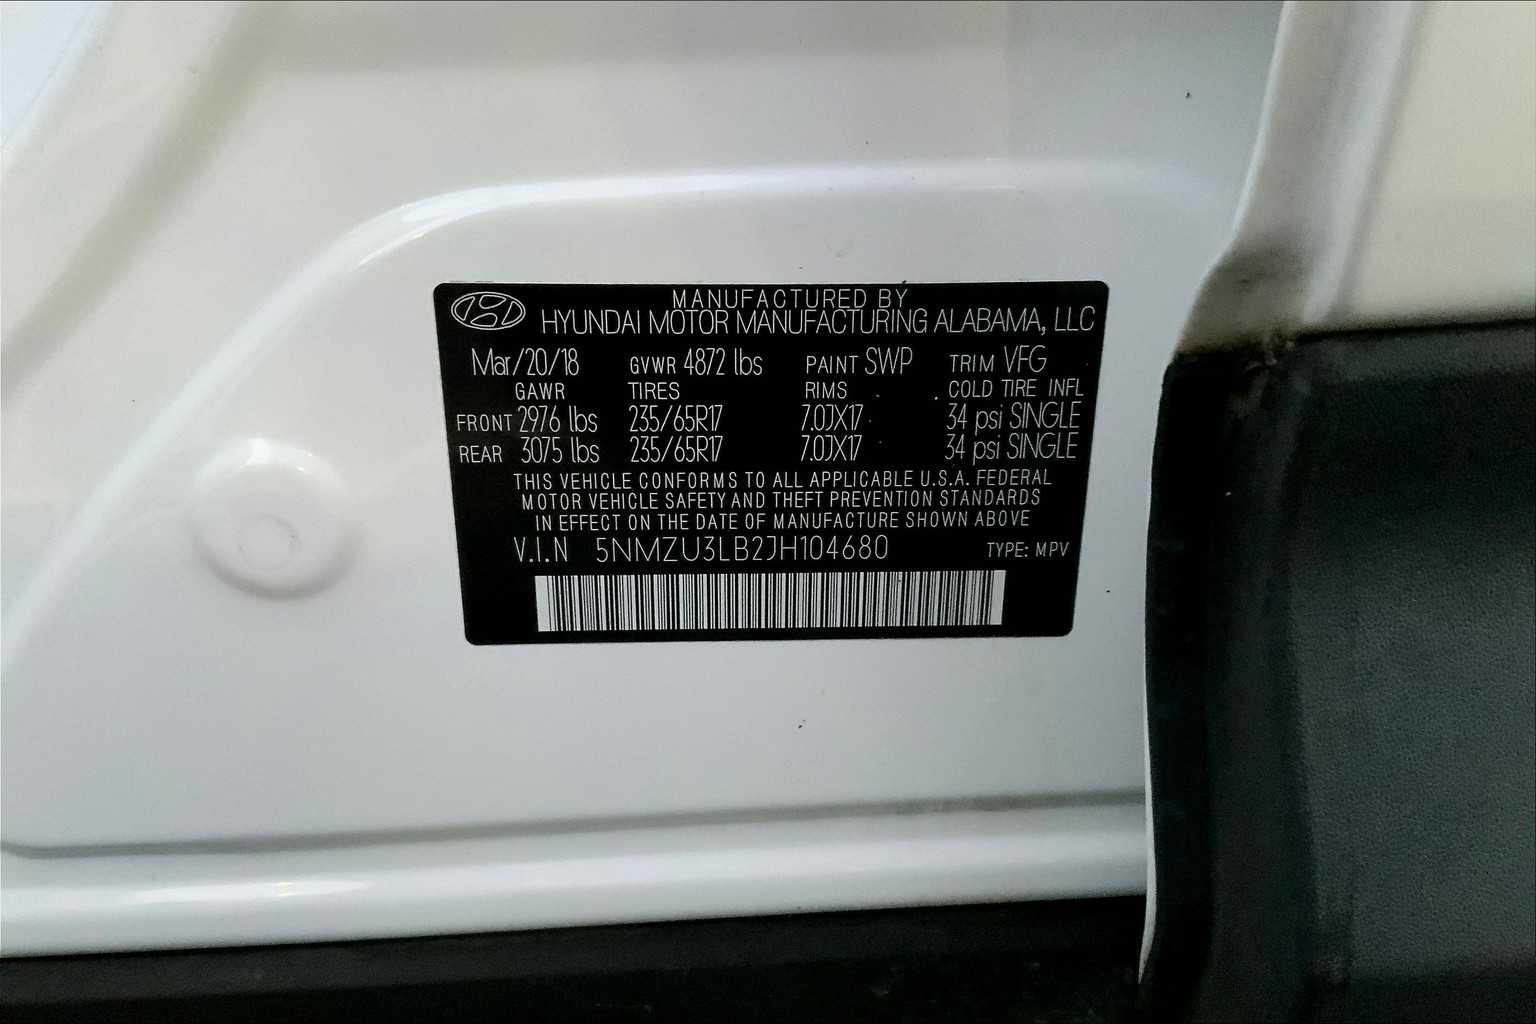 MANUFACTURED BY
HYUNDAI MOTOR MANUFACTURING ALABAMA, LLC
Mar/20/18 GVWR 4872 lbs PAINT SWP TRIM VFG
GAWR TIRES RIMS COLD TIRE INFL
FRONT 2976 lbs 235/65R17 7.0JX17 34 psi SINGLE
REAR 3075 lbs 235/65R17 7.0JX17 34 psi SINGLE
THIS VEHICLE CONFORMS TO ALL APPLICABLE U.S.A. FEDERAL
MOTOR VEHICLE SAFETY AND THEFT PREVENTION STANDARDS
IN EFFECT ON THE DATE OF MANUFACTURE SHOWN ABOVE
V.I.N 5NMZU3LB2JH104680 TYPE: MPV